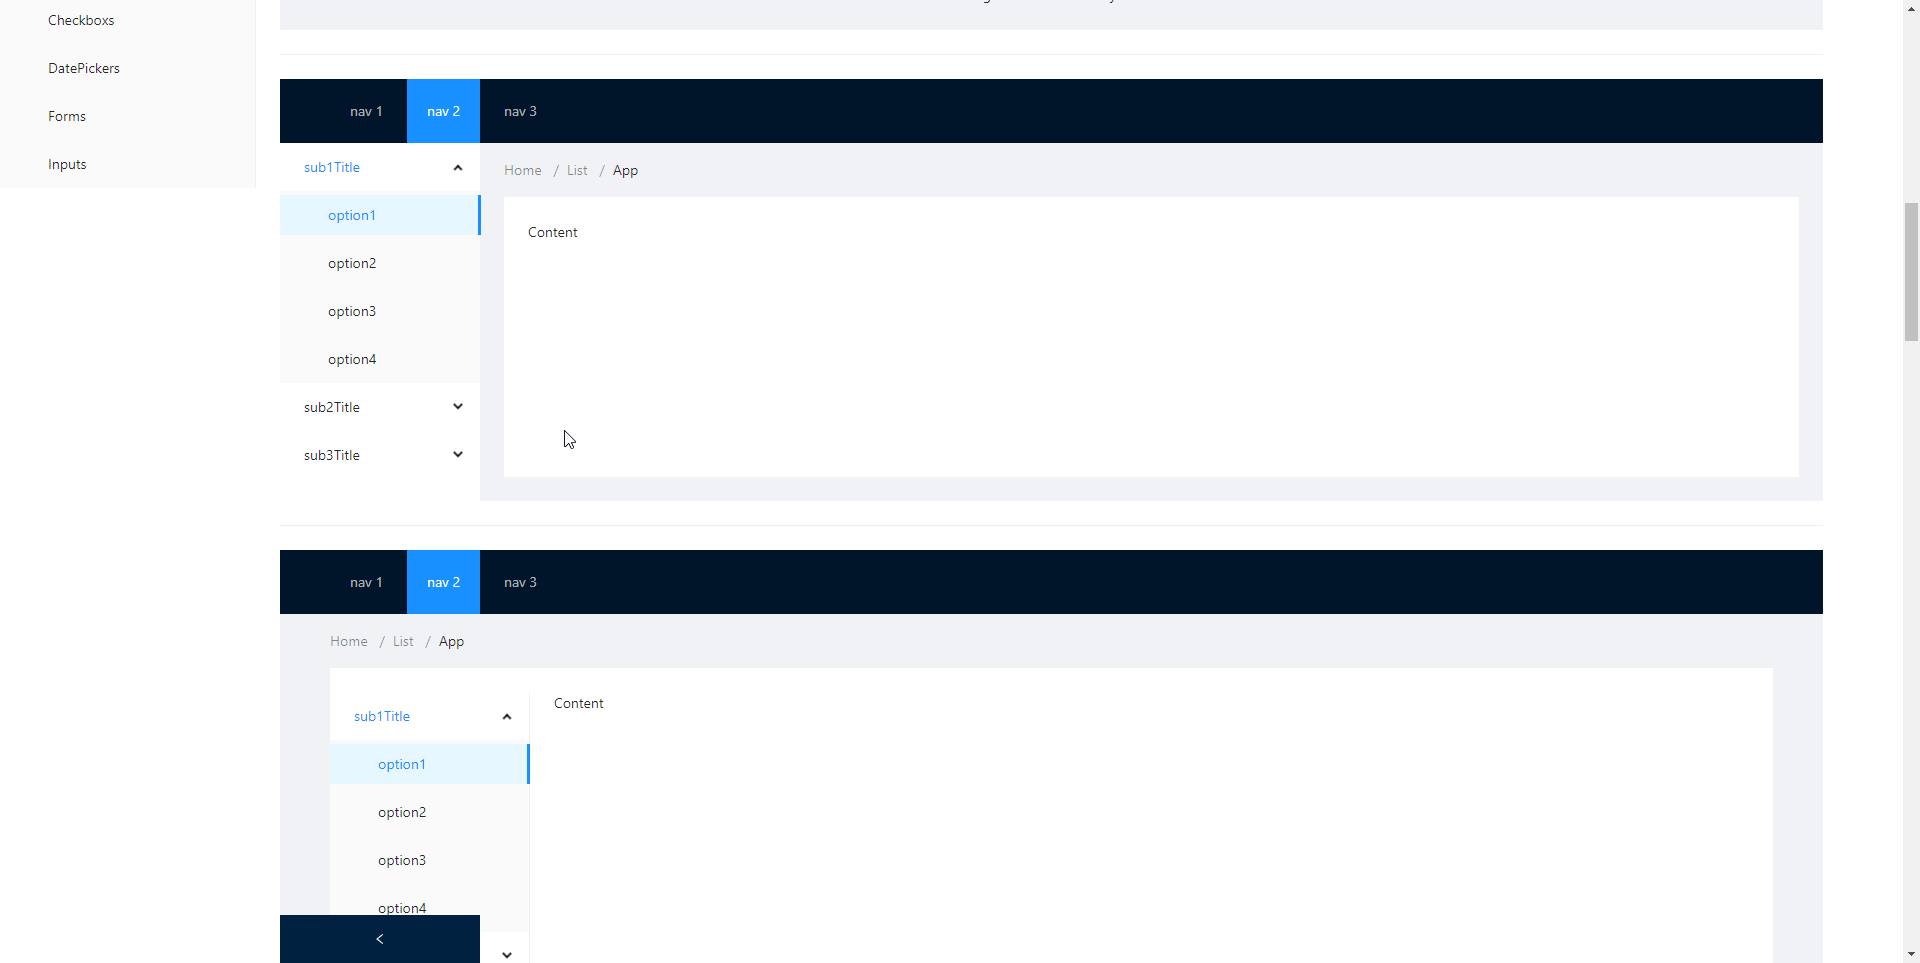 Checkboxs
DatePickers
Forms
Inputs
nav 1 nav 2 nav 3
sub1Title
option1
option2
option3
option4
sub2Title
sub3Title
Home / List / App
Content
nav 1 nav 2 nav 3
Home / List / App
sub1Title
option1
option2
option3
option4
Content